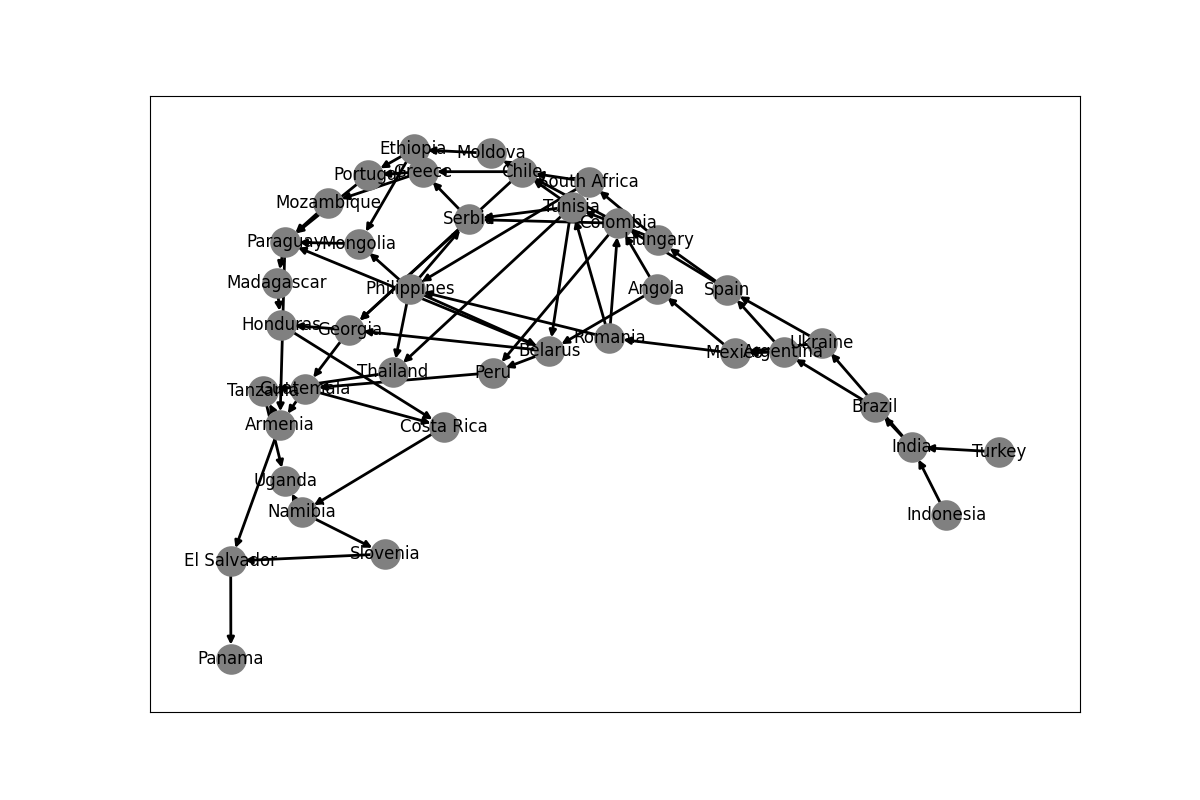 Ethiopia
Moldova
Portugal
Greece
Chile
South Africa
Mozambique
Tunisia
Serbia
Colombia
Paraguay
Mongolia
Hungary
Madagascar
Philippines
Angola
Spain
Honduras
Georgia
Romania
Belarus
Mexico
Argentina
Ukraine
Thailand
Peru
Tanzania
Guatemala
Armenia
Costa Rica
Brazil
India
Turkey
Uganda
Namibia
Indonesia
El Salvador
Slovenia
Panama